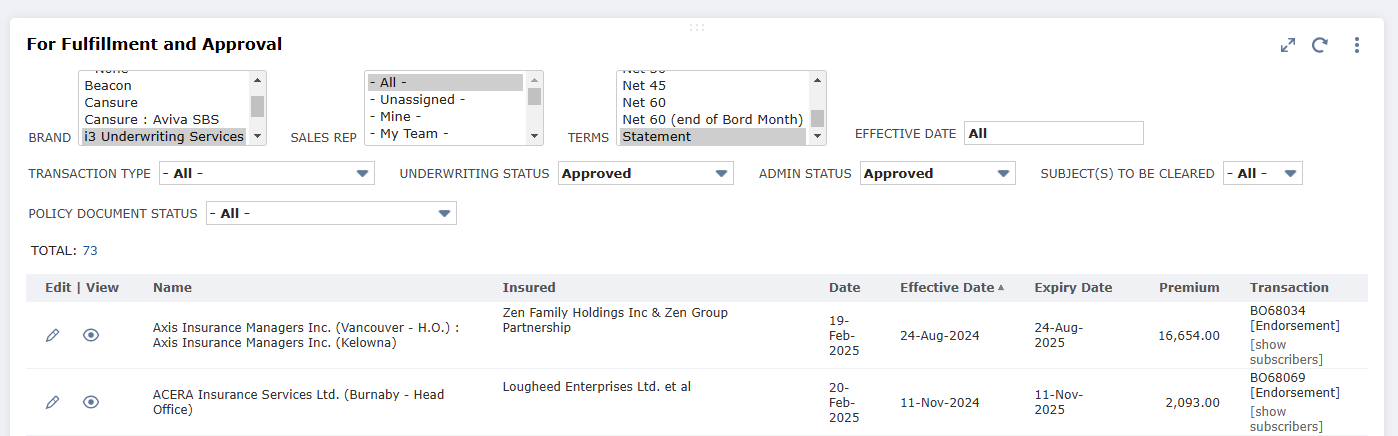 For Fulfillment and Approval
BRAND
Beacon
Cansure
Cansure : Aviva SBS
i3 Underwriting Services
SALES REP
- All -
- Unassigned -
- Mine -
- My Team -
TERMS
Net 45
Net 60
Net 60 (end of Bord Month)
Statement
EFFECTIVE DATE All
TRANSACTION TYPE - All - UNDERWRITING STATUS Approved ADMIN STATUS Approved SUBJECT(S) TO BE CLEARED - All -
POLICY DOCUMENT STATUS - All -
TOTAL: 73
Edit | View Name Insured Date Effective Date Expiry Date Premium Transaction
Axis Insurance Managers Inc. (Vancouver - H.O.) :
Axis Insurance Managers Inc. (Kelowna)
Zen Family Holdings Inc & Zen Group
Partnership
19-
Feb-
2025
24-Aug-2024
24-Aug-
2025
16,654.00
BO68034
[Endorsement]
[show
subscribers]
ACERA Insurance Services Ltd. (Burnaby - Head
Office)
Lougheed Enterprises Ltd. et al
20-
Feb-
2025
11-Nov-2024
11-Nov-
2025
2,093.00
BO68069
[Endorsement]
[show
subscribers]